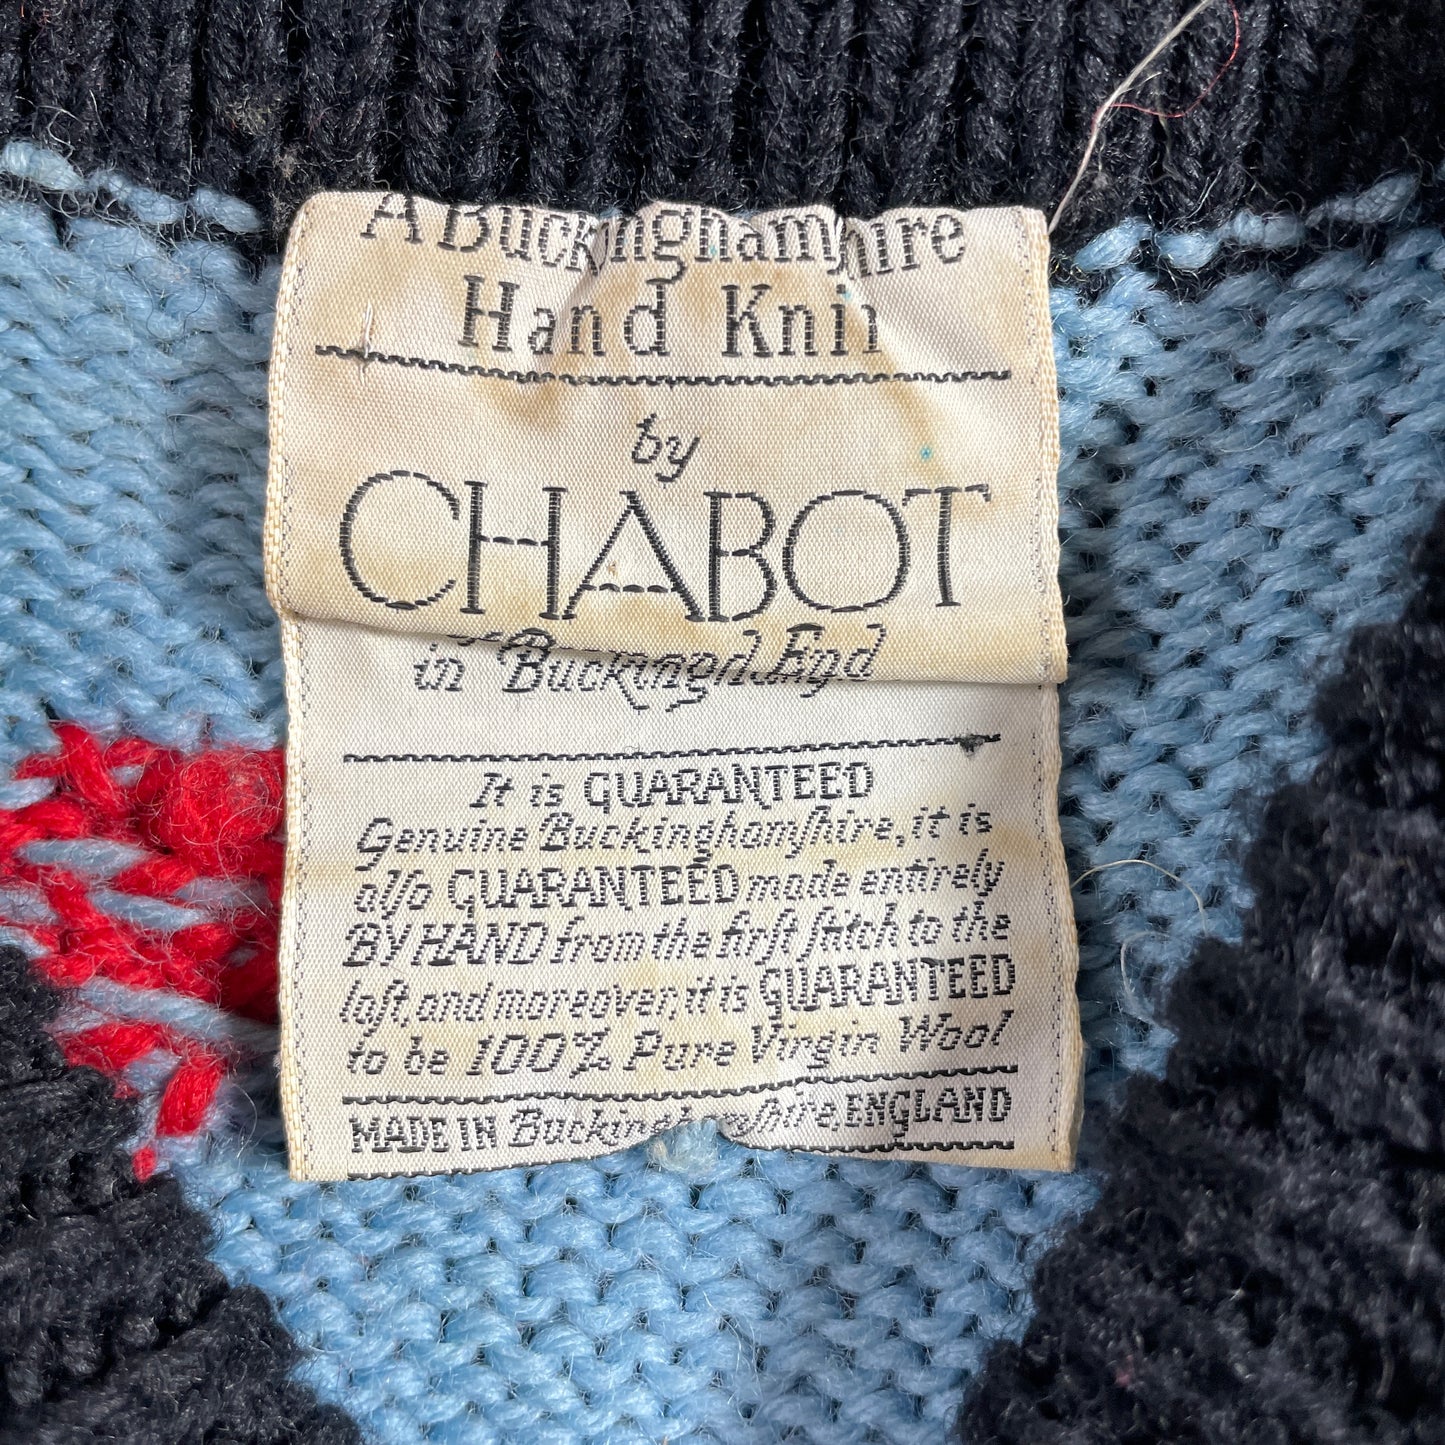 A Buckinghamſhire
Hand Knit
by
CHABOT
in Buckingham
It is GUARANTEED
Genuine Buckinghamſhire, it is
alſo GUARANTEED made entirely
BY HAND from the firſt ſtitch to the
laſt, and moreover, it is GUARANTEED
to be 100% Pure Virgin Wool
MADE IN Buckinghamſhire, ENGLAND